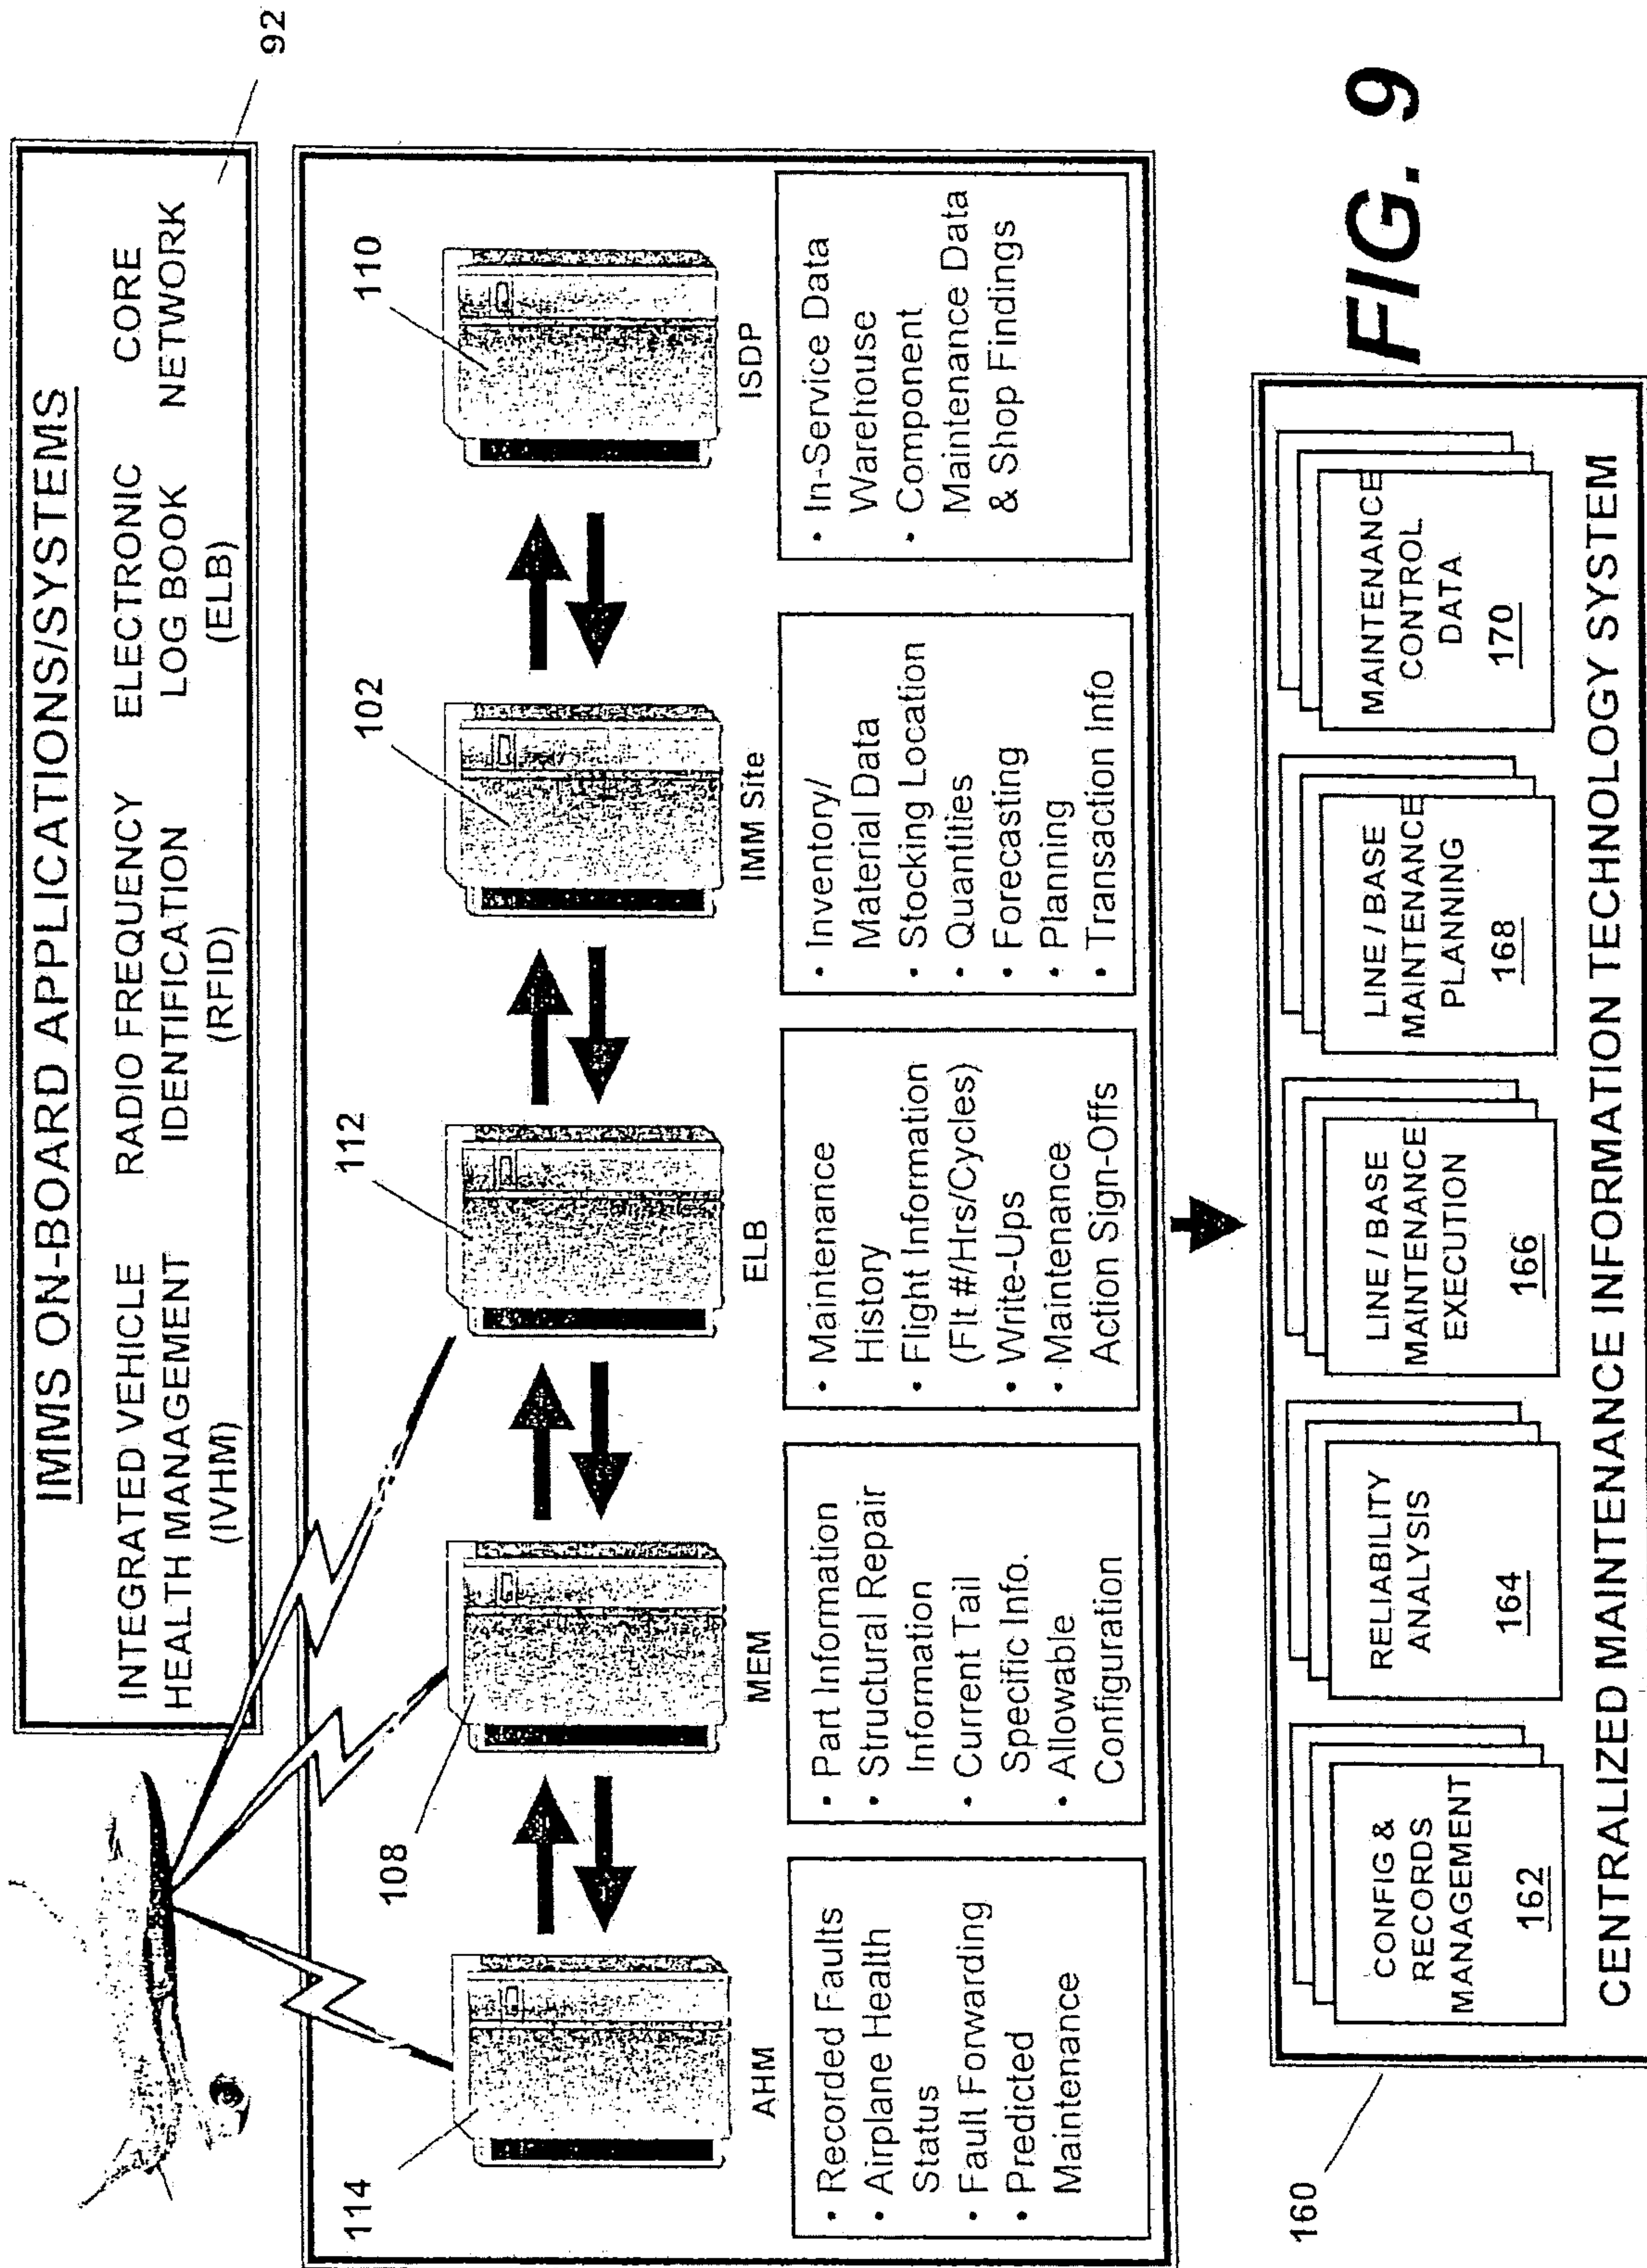 IMMS ON-BOARD APPLICATIONS/SYSTEMS
INTEGRATED VEHICLE
HEALTH MANAGEMENT
(IVHM)
RADIO FREQUENCY
IDENTIFICATION
(RFID)
ELECTRONIC
LOG BOOK
(ELB)
CORE
NETWORK
92
114
108
112
102
110
AHM
MEM
ELB
IMM Site
ISDP
• Recorded Faults
• Airplane Health
Status
• Fault Forwarding
• Predicted
Maintenance
• Part Information
• Structural Repair
Information
• Current Tail
Specific Info.
• Allowable
Configuration
• Maintenance
History
• Flight Information
(Flt #/Hrs/Cycles)
• Write-Ups
• Maintenance
Action Sign-Offs
• Inventory/
Material Data
• Stocking Location
• Quantities
• Forecasting
• Planning
• Transaction Info
• In-Service Data
Warehouse
• Component
Maintenance Data
& Shop Findings
160
CONFIG &
RECORDS
MANAGEMENT
162
RELIABILITY
ANALYSIS
164
LINE / BASE
MAINTENANCE
EXECUTION
166
LINE / BASE
MAINTENANCE
PLANNING
168
MAINTENANCE
CONTROL
DATA
170
CENTRALIZED MAINTENANCE INFORMATION TECHNOLOGY SYSTEM
FIG. 9